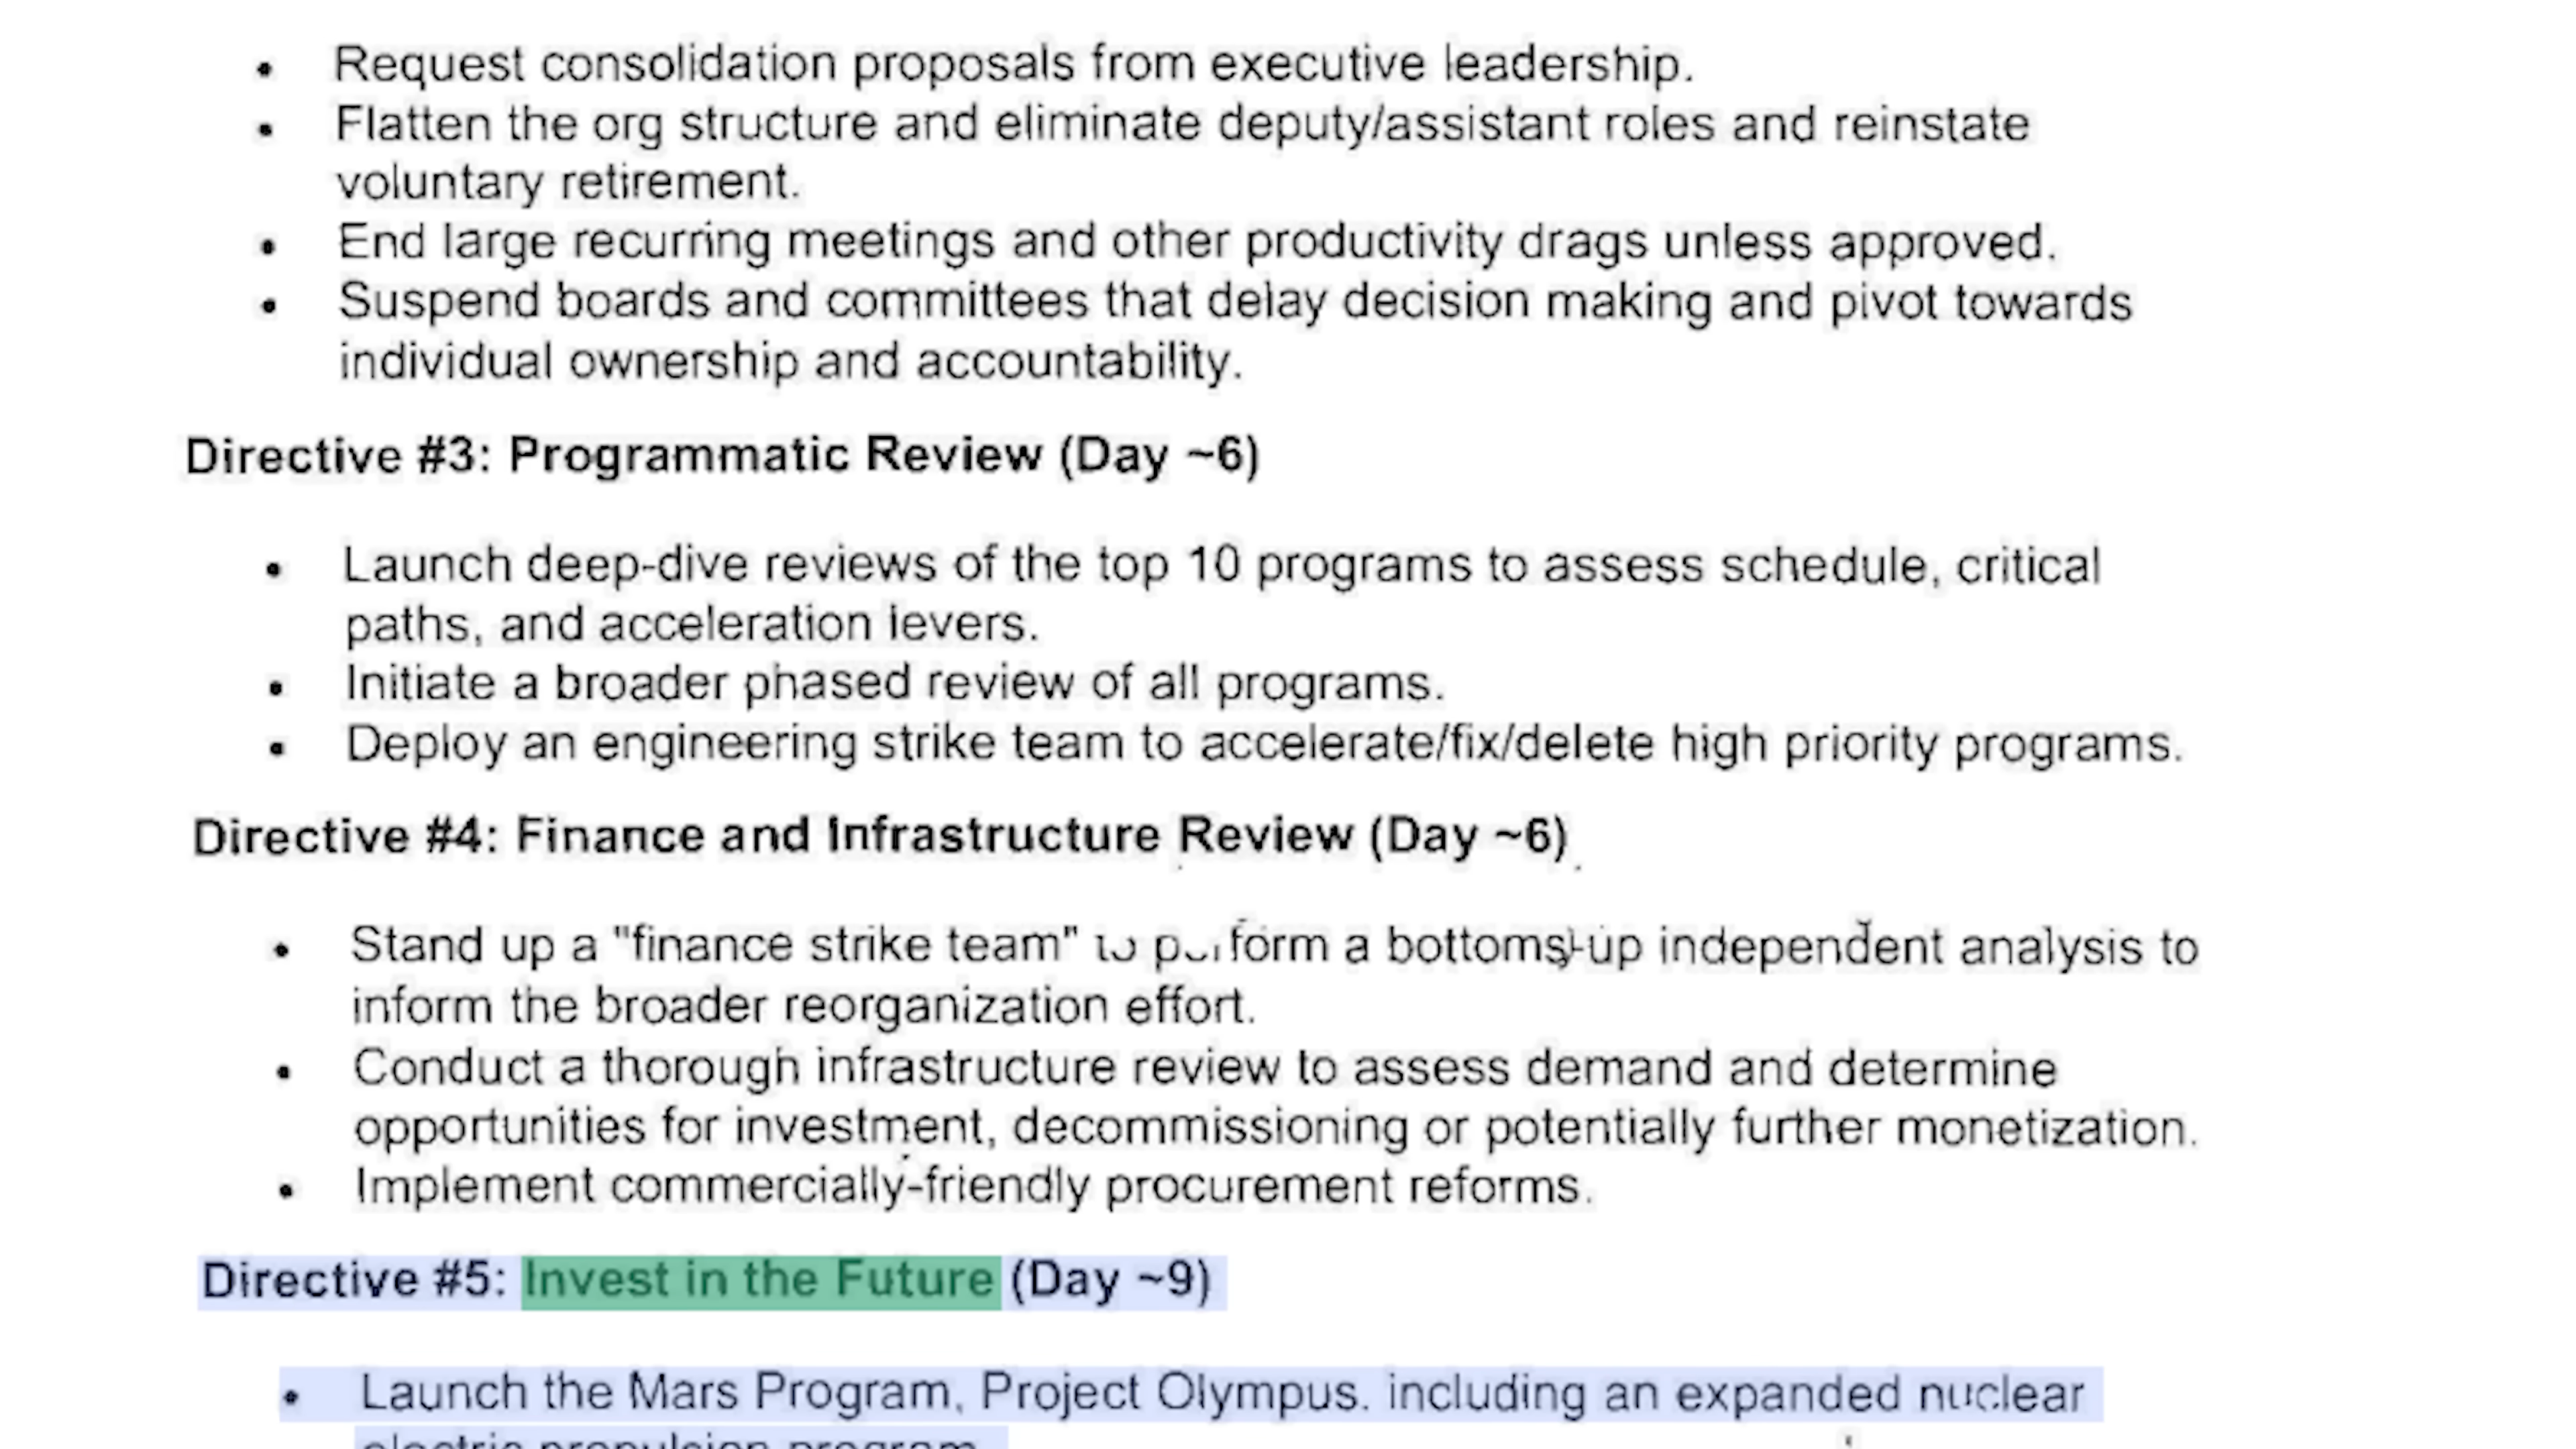 • Request consolidation proposals from executive leadership.
• Flatten the org structure and eliminate deputy/assistant roles and reinstate
voluntary retirement.
• End large recurring meetings and other productivity drags unless approved.
• Suspend boards and committees that delay decision making and pivot towards
individual ownership and accountability.
Directive #3: Programmatic Review (Day ~6)
• Launch deep-dive reviews of the top 10 programs to assess schedule, critical
paths, and acceleration levers.
• Initiate a broader phased review of all programs.
• Deploy an engineering strike team to accelerate/fix/delete high priority programs.
Directive #4: Finance and Infrastructure Review (Day ~6)
• Stand up a "finance strike team" to perform a bottoms-up independent analysis to
inform the broader reorganization effort.
• Conduct a thorough infrastructure review to assess demand and determine
opportunities for investment, decommissioning or potentially further monetization.
• Implement commercially-friendly procurement reforms.
Directive #5: Invest in the Future (Day ~9)
• Launch the Mars Program, Project Olympus. including an expanded nuclear
electric propulsion program